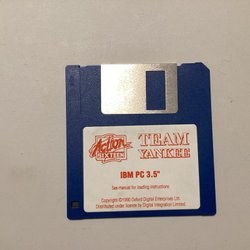 Action
SIXTEEN
TEAM
YANKEE
IBM PC 3.5"
See manual for loading instructions.
Copyright ©1990 Oxford Digital Enterprises Ltd.
Distributed under licence by Digital Integration Limited.